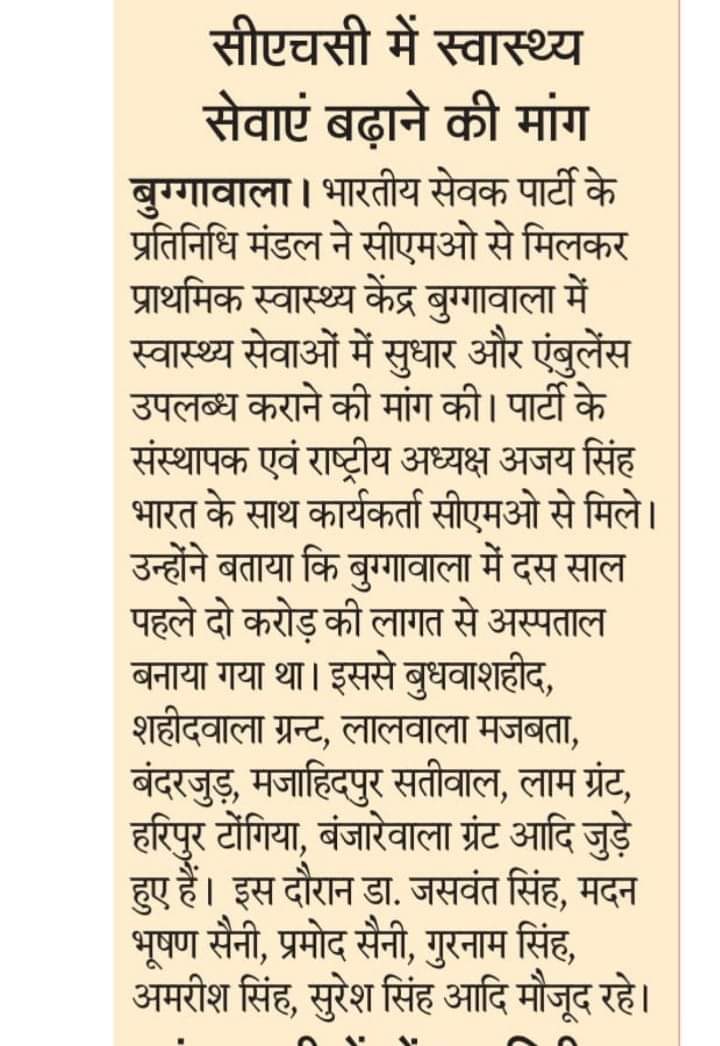 सीएचसी में स्वास्थ्य
सेवाएं बढ़ाने की मांग
बुग्गावाला। भारतीय सेवक पार्टी के
प्रतिनिधि मंडल ने सीएमओ से मिलकर
प्राथमिक स्वास्थ्य केंद्र बुग्गावाला में
स्वास्थ्य सेवाओं में सुधार और एंबुलेंस
उपलब्ध कराने की मांग की। पार्टी के
संस्थापक एवं राष्ट्रीय अध्यक्ष अजय सिंह
भारत के साथ कार्यकर्ता सीएमओ से मिले।
उन्होंने बताया कि बुग्गावाला में दस साल
पहले दो करोड़ की लागत से अस्पताल
बनाया गया था। इससे बुधवाशहीद,
शहीदवाला ग्रन्ट, लालवाला मजबता,
बंदरजुड़, मजाहिदपुर सतीवाल, लाम ग्रंट,
हरिपुर टोंगिया, बंजारेवाला ग्रंट आदि जुड़े
हुए हैं। इस दौरान डा. जसवंत सिंह, मदन
भूषण सैनी, प्रमोद सैनी, गुरनाम सिंह,
अमरीश सिंह, सुरेश सिंह आदि मौजूद रहे।